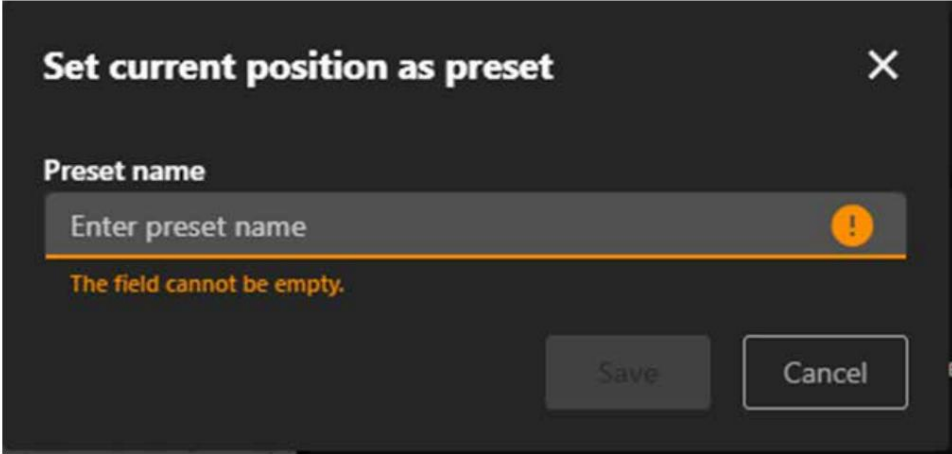 Set current position as preset
Preset name
Enter preset name
!
The field cannot be empty.
Save
Cancel